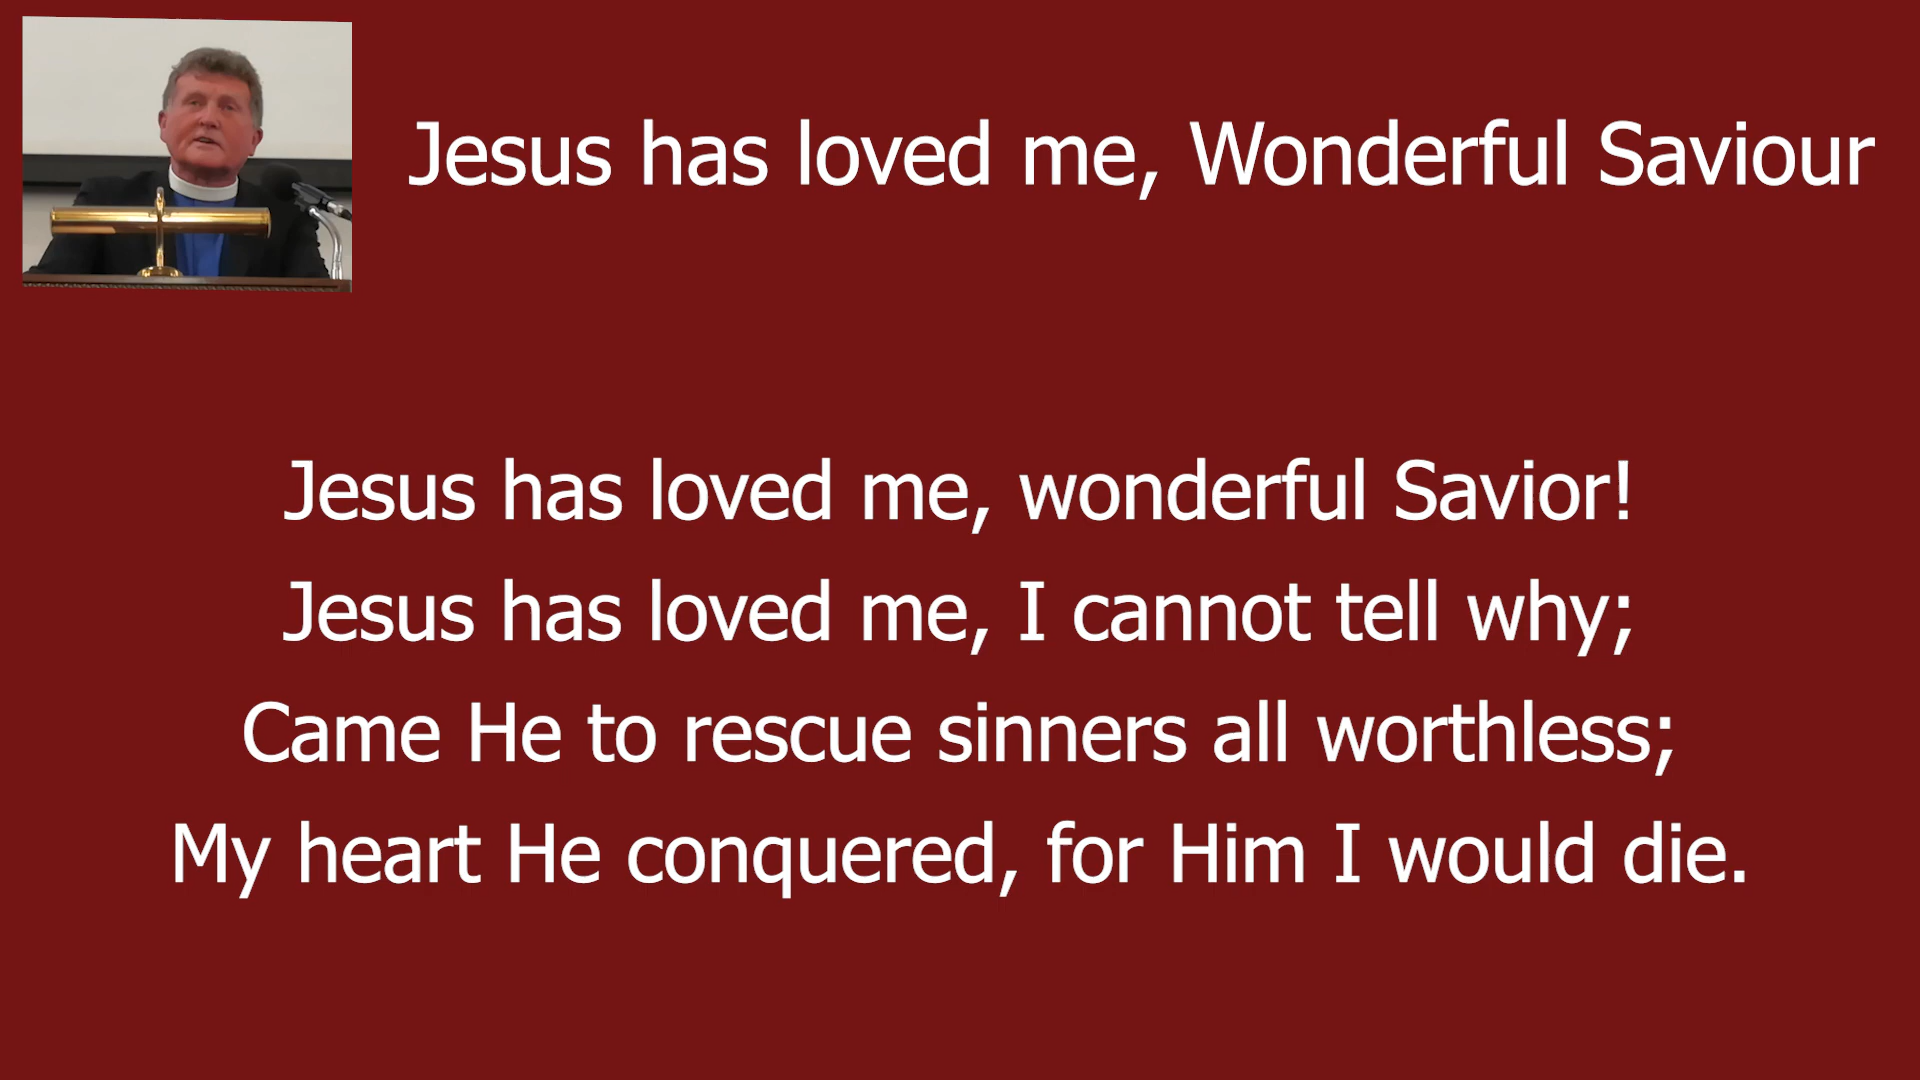 Jesus has loved me, Wonderful Saviour
Jesus has loved me, wonderful Savior!
Jesus has loved me, I cannot tell why;
Came He to rescue sinners all worthless;
My heart He conquered, for Him I would die.